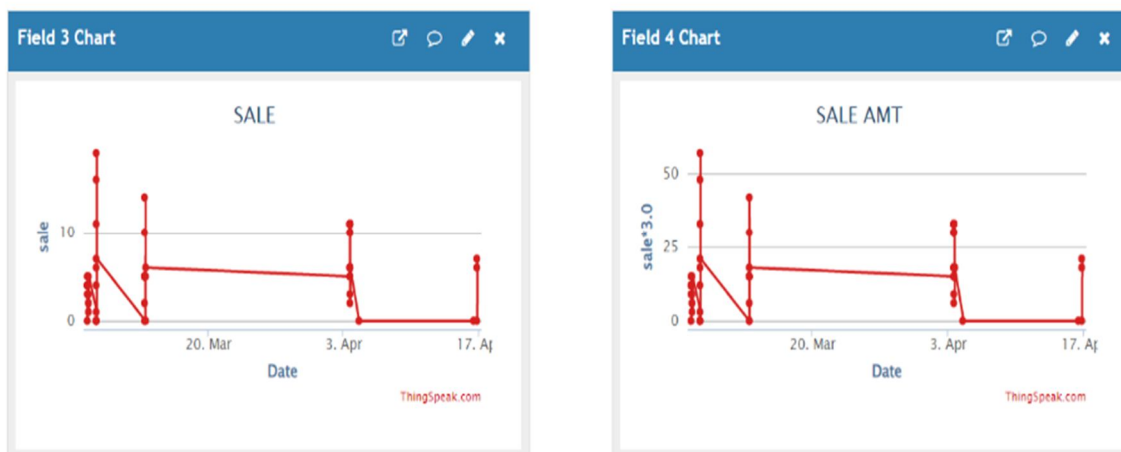 Field 3 Chart
SALE
sale
10
0
20. Mar
3. Apr
17. Ap
Date
ThingSpeak.com
Field 4 Chart
SALE AMT
sale*3.0
50
25
0
20. Mar
3. Apr
17. Ap
Date
ThingSpeak.com